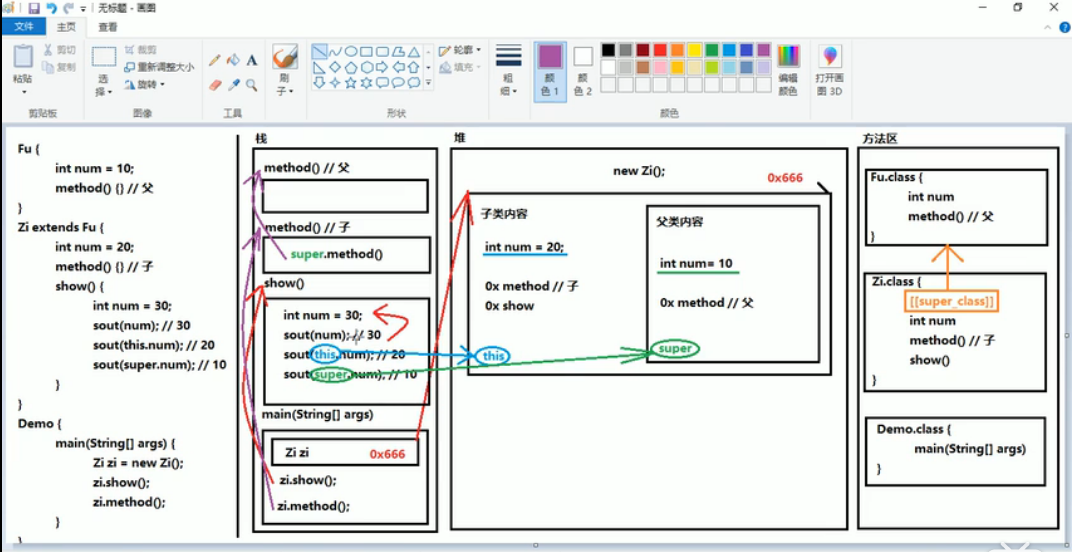 无标题 - 画图
文件
主页
查看
粘贴
剪切
复制
剪贴板
选择
裁剪
重新调整大小
旋转
图像
A
工具
刷子
形状
轮廓
填充
粗细
颜色 1
颜色 2
颜色
编辑颜色
打开画图 3D
Fu {
int num = 10;
method() {} // 父
}
Zi extends Fu {
int num = 20;
method() {} // 子
show() {
int num = 30;
sout(num); // 30
sout(this.num); // 20
sout(super.num); // 10
}
}
Demo {
main(String[] args) {
Zi zi = new Zi();
zi.show();
zi.method();
}
}
栈
method() // 父
method() // 子
super.method()
show()
int num = 30;
sout(num); // 30
sout(this.num); // 20
sout(super.num); // 10
main(String[] args)
Zi zi 0x666
zi.show();
zi.method();
堆
new Zi();
0x666
子类内容
int num = 20;
0x method // 子
0x show
this
父类内容
int num= 10
0x method // 父
super
方法区
Fu.class {
int num
method() // 父
}
Zi.class {
[[super_class]]
int num
method() // 子
show()
}
Demo.class {
main(String[] args)
}